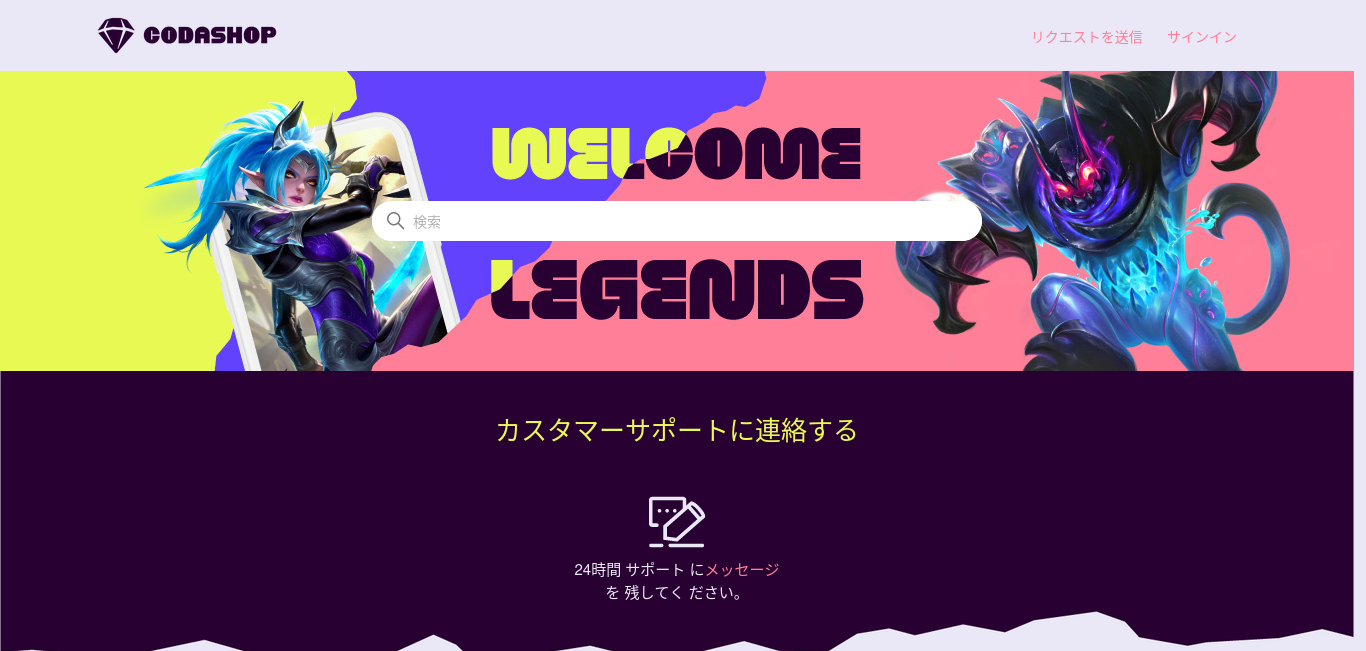 CODASHOP
リクエストを送信 サインイン
WELCOME
検索
LEGENDS
カスタマーサポートに連絡する
24時間 サポート にメッセージ
を 残してく ださい。